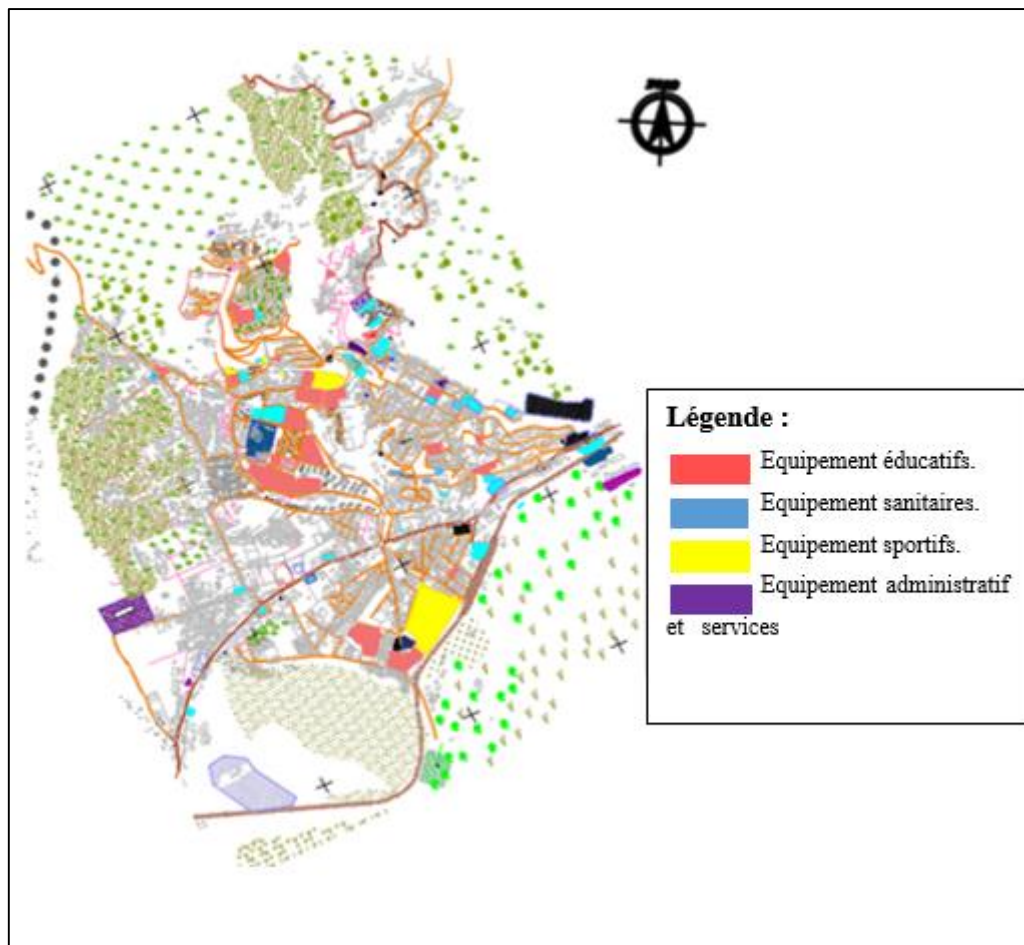 Légende :
Equipement éducatifs.
Equipement sanitaires.
Equipement sportifs.
Equipement administratif
et services